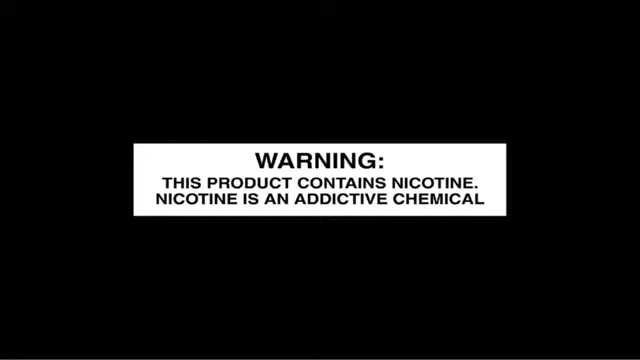 WARNING:
THIS PRODUCT CONTAINS NICOTINE.
NICOTINE IS AN ADDICTIVE CHEMICAL